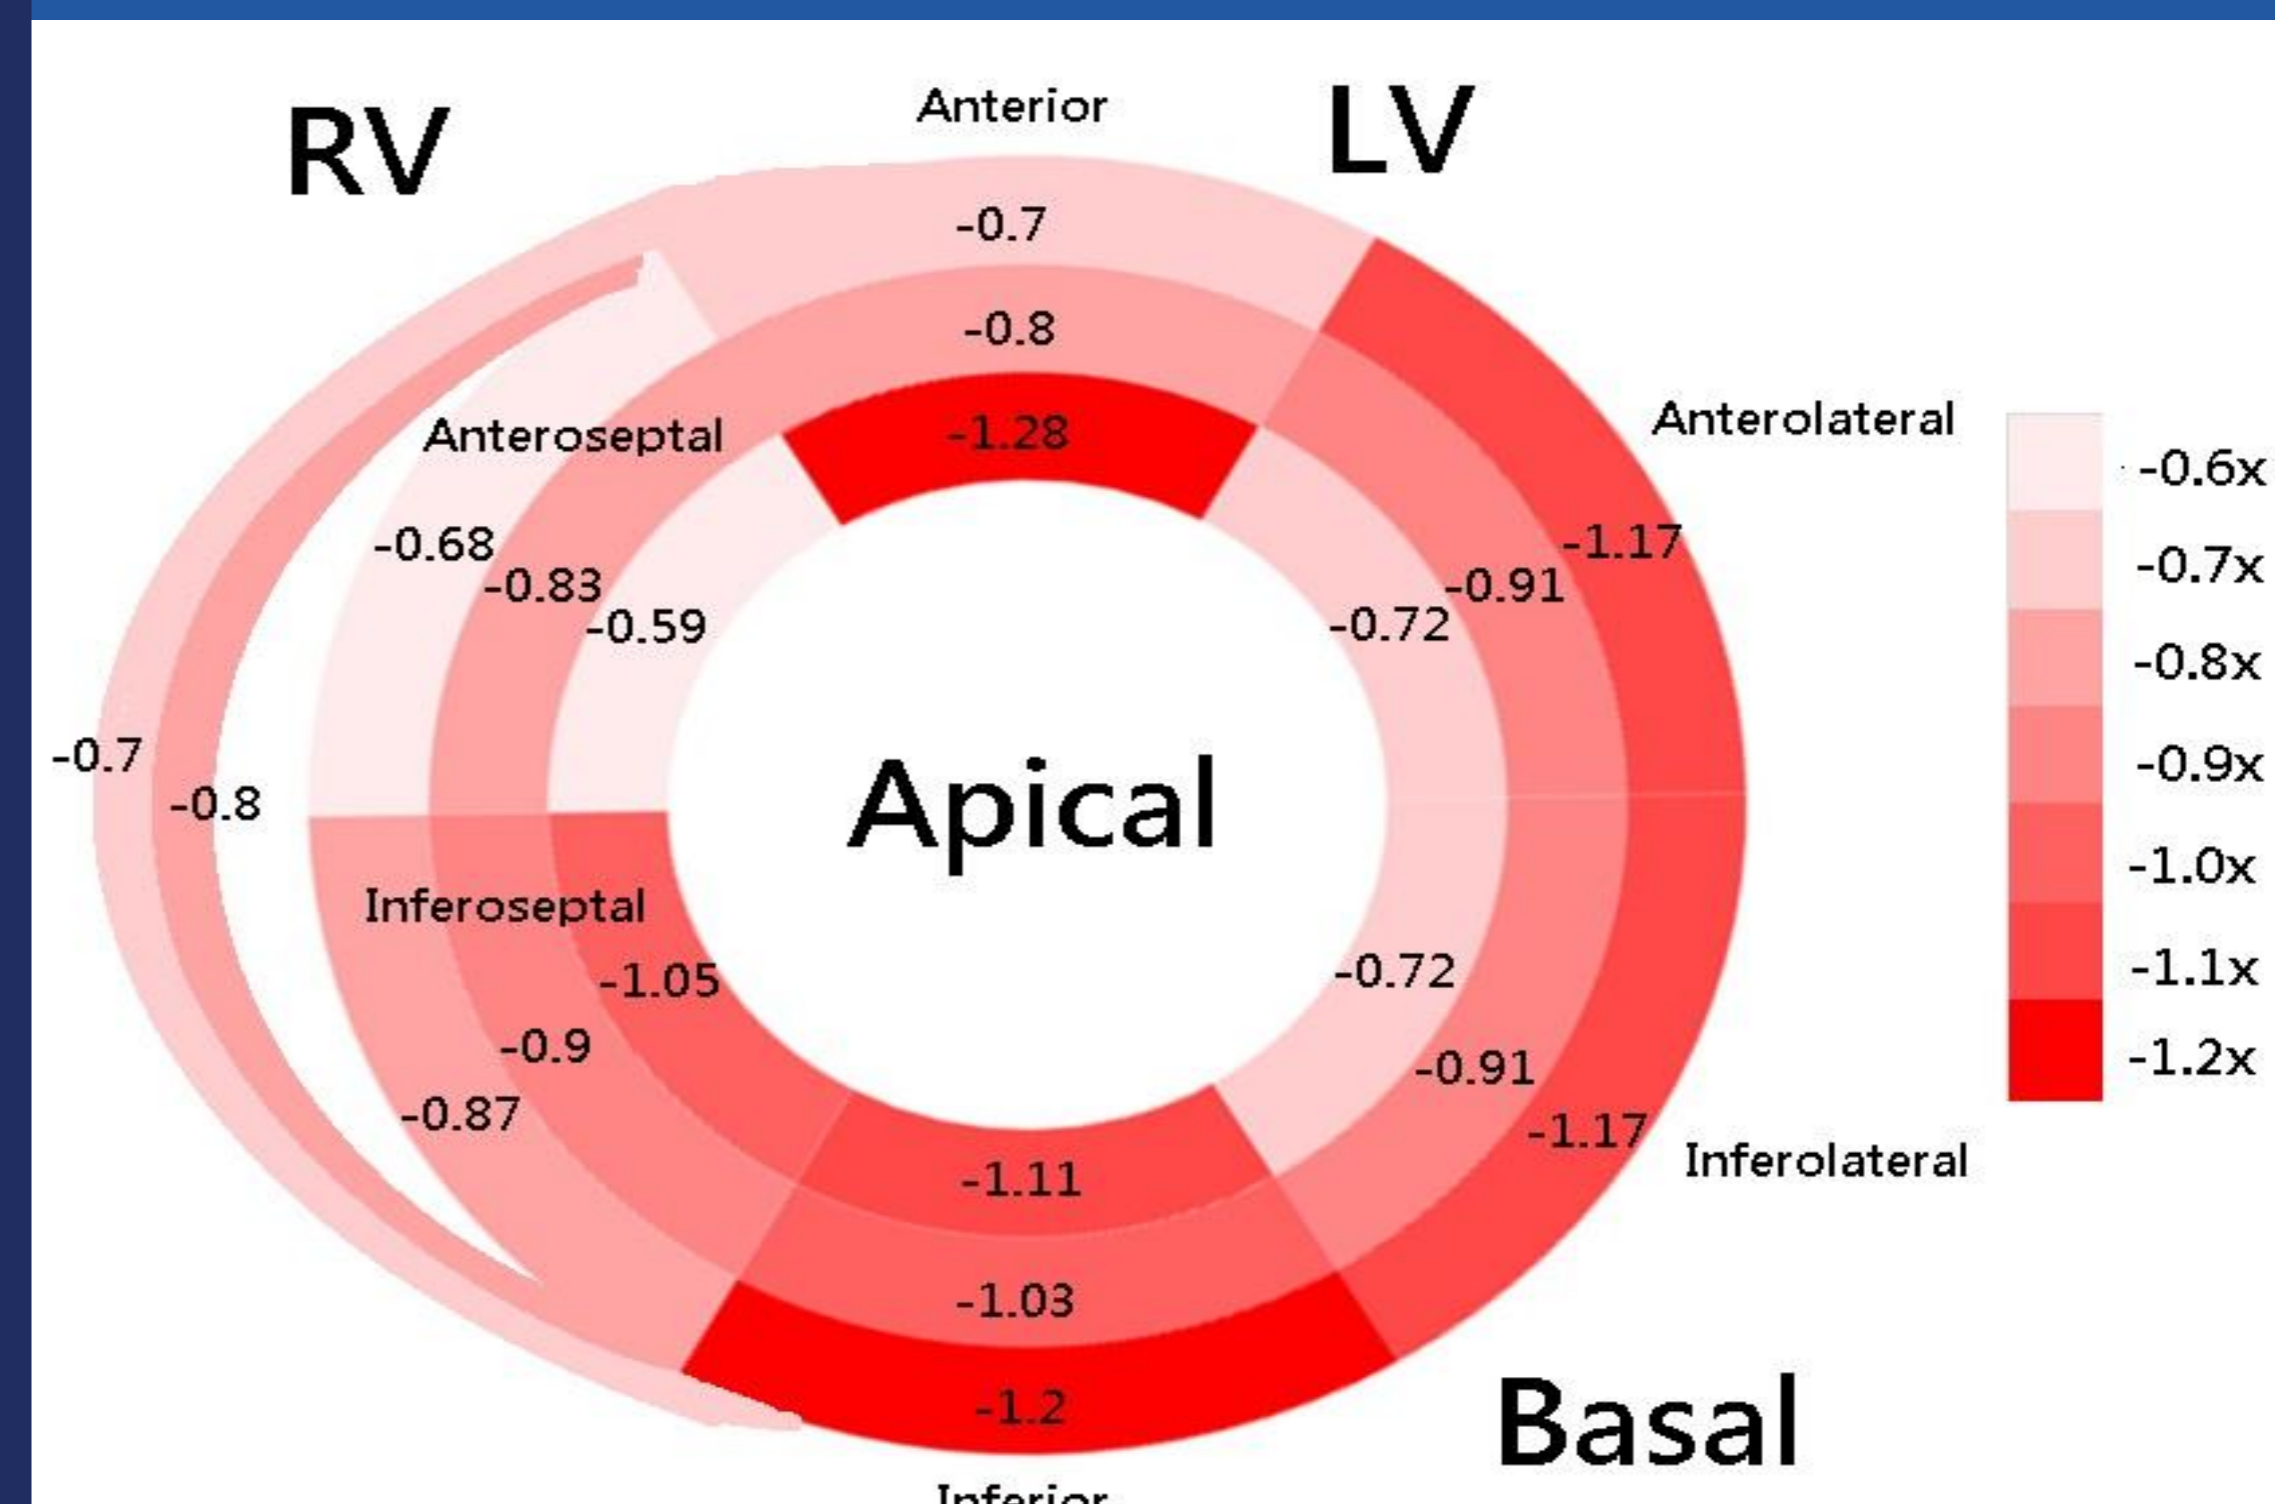 RV
Anterior
LV
-0.7
-0.8
-1.28
Anteroseptal
Anterolateral
-0.68
-0.83
-0.59
-0.72
-0.91
-1.17
-0.7
-0.8
Apical
Inferoseptal
-1.05
-0.9
-0.87
-0.72
-0.91
-1.17
Inferolateral
-1.11
-1.03
-1.2
Basal
Inferior
-0.6x
-0.7x
-0.8x
-0.9x
-1.0x
-1.1x
-1.2x